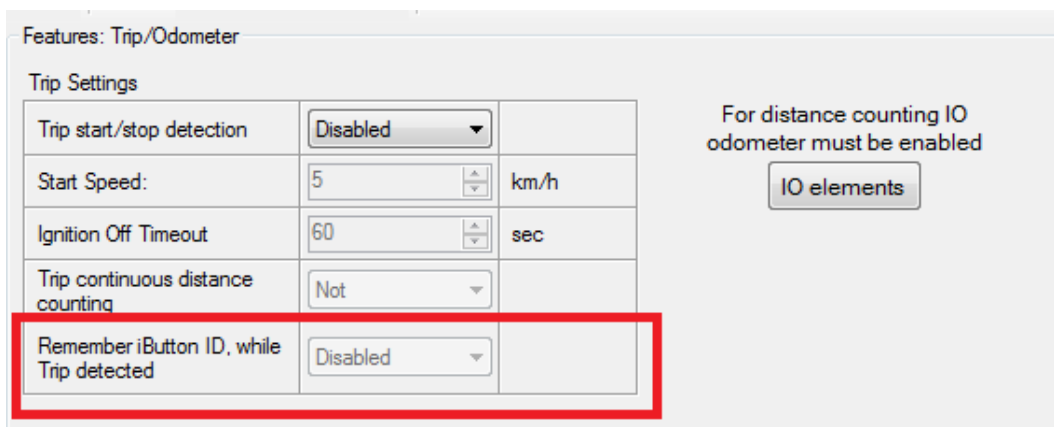 Features: Trip/Odometer
Trip Settings
Trip start/stop detection Disabled
Start Speed: 5 km/h
Ignition Off Timeout 60 sec
Trip continuous distance
counting Not
Remember iButton ID, while
Trip detected Disabled
For distance counting IO
odometer must be enabled
IO elements